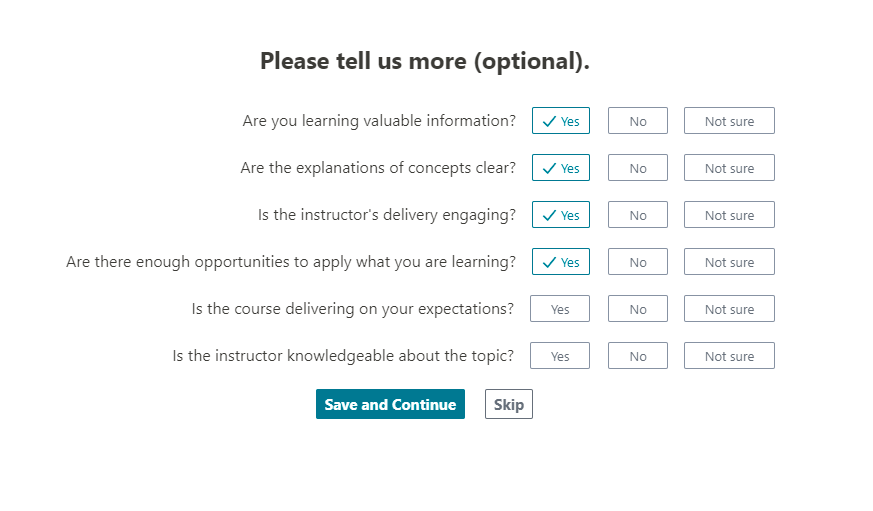 Please tell us more (optional).
Are you learning valuable information? Yes No Not sure
Are the explanations of concepts clear? Yes No Not sure
Is the instructor's delivery engaging? Yes No Not sure
Are there enough opportunities to apply what you are learning? Yes No Not sure
Is the course delivering on your expectations? Yes No Not sure
Is the instructor knowledgeable about the topic? Yes No Not sure
Save and Continue Skip